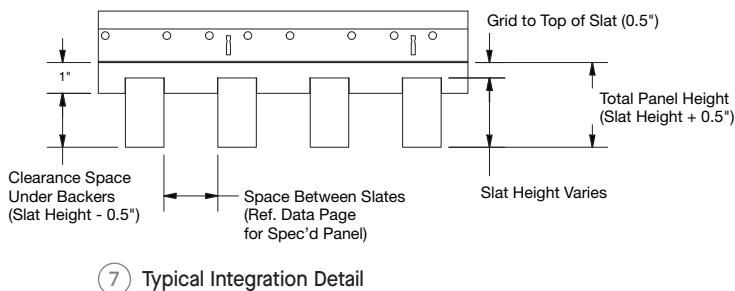 Grid to Top of Slat (0.5")
1"
Total Panel Height
(Slat Height + 0.5")
Clearance Space
Under Backers
(Slat Height - 0.5")
Space Between Slates
(Ref. Data Page
for Spec'd Panel)
Slat Height Varies
7 Typical Integration Detail